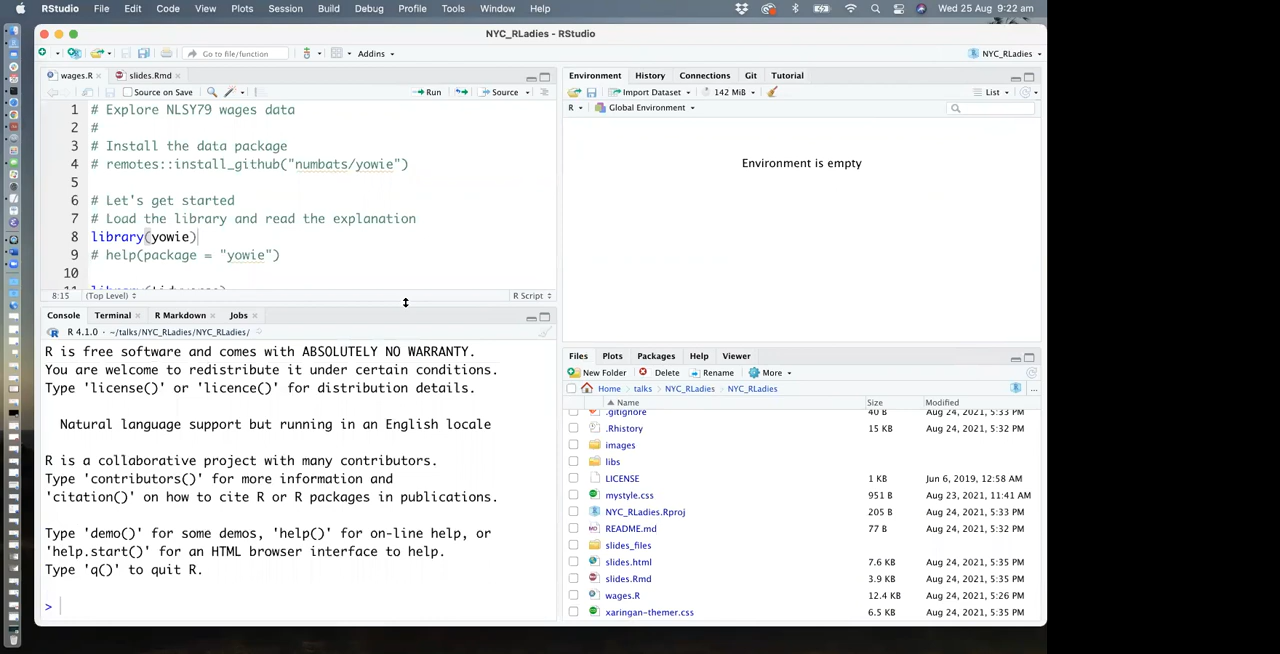 RStudio File Edit Code View Plots Session Build Debug Profile Tools Window Help Wed 25 Aug 9:22 am
NYC_RLadies - RStudio
Go to file/function Addins NYC_RLadies
wages.R slides.Rmd
Source on Save Run Source
1 # Explore NLSY79 wages data
2 #
3 # Install the data package
4 # remotes::install_github("numbats/yowie")
5
6 # Let's get started
7 # Load the library and read the explanation
8 library(yowie)
9 # help(package = "yowie")
10
8:15 (Top Level) R Script
Console Terminal R Markdown Jobs
R 4.1.0 · ~/talks/NYC_RLadies/NYC_RLadies/
R is free software and comes with ABSOLUTELY NO WARRANTY.
You are welcome to redistribute it under certain conditions.
Type 'license()' or 'licence()' for distribution details.
Natural language support but running in an English locale
R is a collaborative project with many contributors.
Type 'contributors()' for more information and
'citation()' on how to cite R or R packages in publications.
Type 'demo()' for some demos, 'help()' for on-line help, or
'help.start()' for an HTML browser interface to help.
Type 'q()' to quit R.
>
Environment History Connections Git Tutorial
Import Dataset 142 MiB List
R Global Environment
Environment is empty
Files Plots Packages Help Viewer
New Folder Delete Rename More
Home talks NYC_RLadies NYC_RLadies ...
Name Size Modified
.gitignore 40 B Aug 24, 2021, 5:33 PM
.Rhistory 15 KB Aug 24, 2021, 5:32 PM
images
libs
LICENSE 1 KB Jun 6, 2019, 12:58 AM
mystyle.css 951 B Aug 23, 2021, 11:41 AM
NYC_RLadies.Rproj 205 B Aug 24, 2021, 5:33 PM
README.md 77 B Aug 24, 2021, 5:32 PM
slides_files
slides.html 7.6 KB Aug 24, 2021, 5:35 PM
slides.Rmd 3.9 KB Aug 24, 2021, 5:35 PM
wages.R 12.4 KB Aug 24, 2021, 5:26 PM
xaringan-themer.css 6.5 KB Aug 24, 2021, 5:35 PM